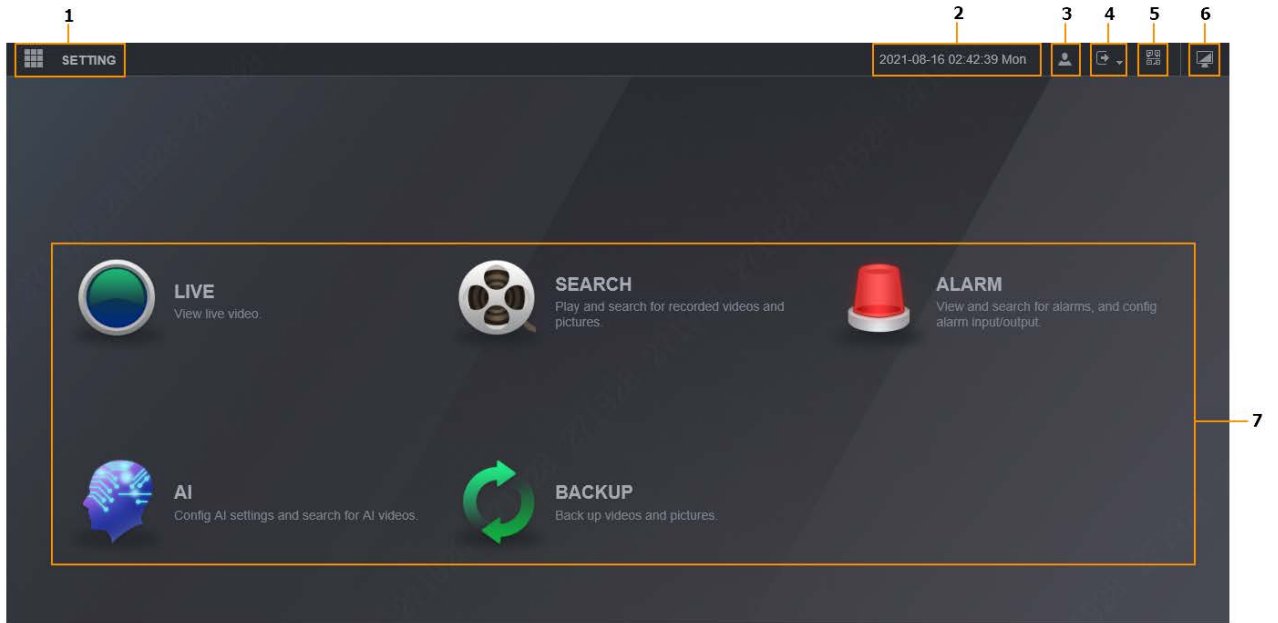 1
2
3
4
5
6
SETTING
2021-08-16 02:42:39 Mon
LIVE
View live video.
SEARCH
Play and search for recorded videos and
pictures.
ALARM
View and search for alarms, and config
alarm input/output.
7
AI
Config AI settings and search for AI videos.
BACKUP
Back up videos and pictures.